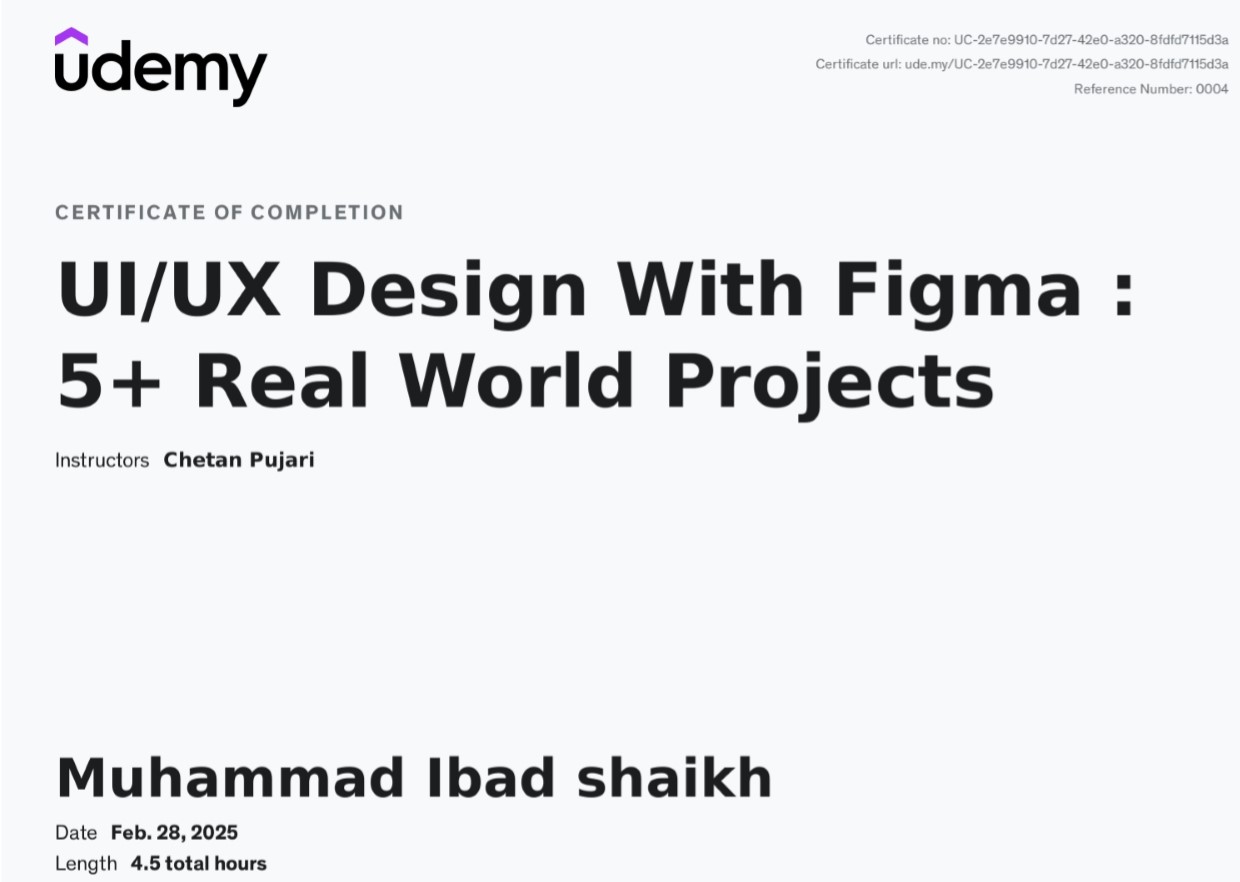 udemy
Certificate no: UC-2e7e9910-7d27-42e0-a320-8fdfd7115d3a
Certificate url: ude.my/UC-2e7e9910-7d27-42e0-a320-8fdfd7115d3a
Reference Number: 0004
CERTIFICATE OF COMPLETION
UI/UX Design With Figma :
5+ Real World Projects
Instructors Chetan Pujari
Muhammad Ibad shaikh
Date Feb. 28, 2025
Length 4.5 total hours